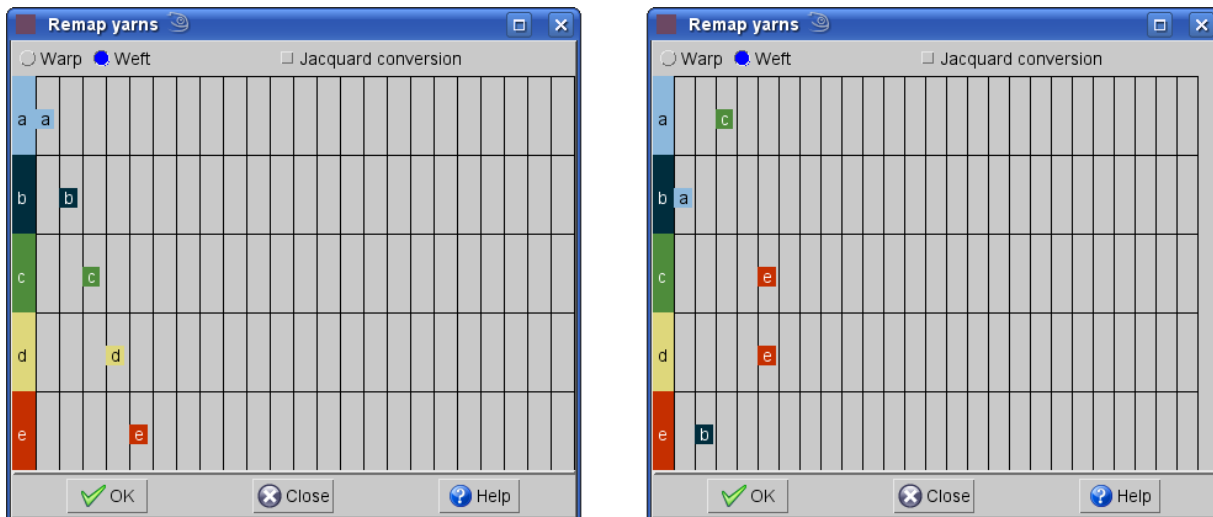 Remap yarns
Warp Weft Jacquard conversion
a a
b b
c c
d d
e e
OK Close Help
Remap yarns
Warp Weft Jacquard conversion
a c
b a
c e
d e
e b
OK Close Help